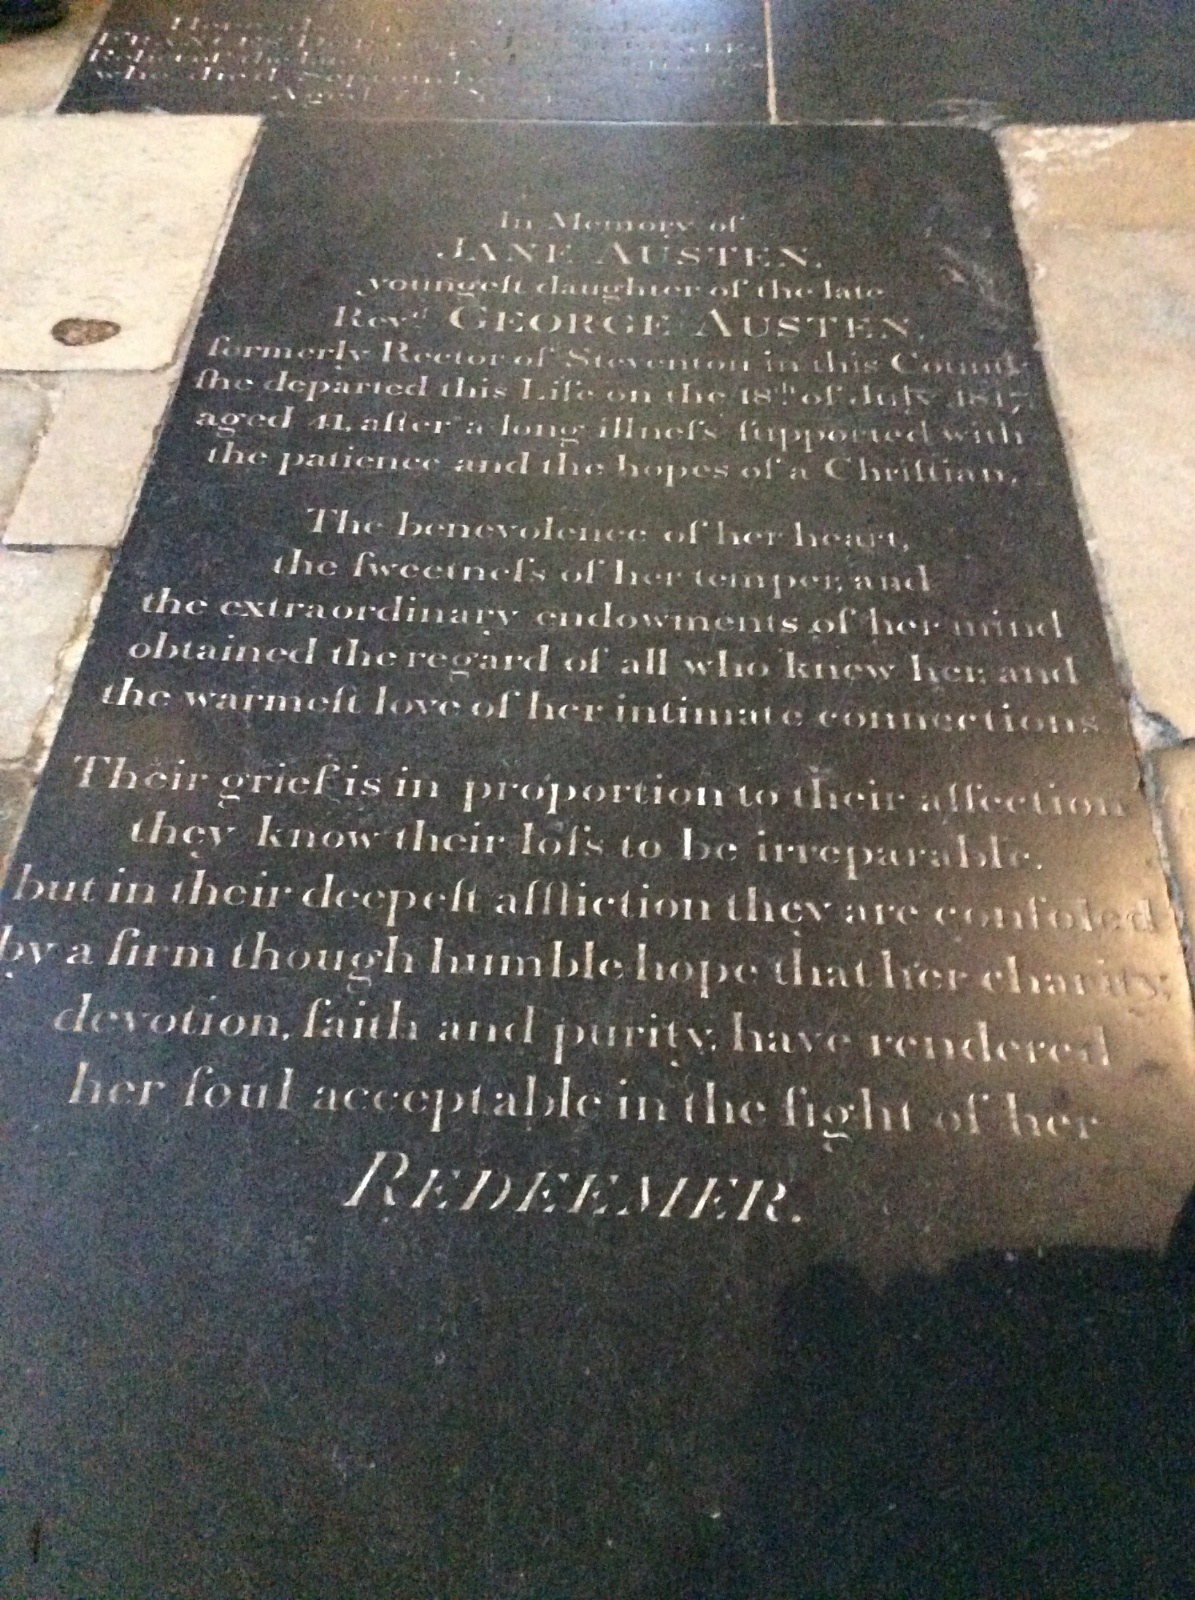 who died September
Aged
In Memory of
JANE AUSTEN,
youngeſt daughter of the late
Revd. GEORGE AUSTEN,
formerly Rector of Steventon in this County
ſhe departed this Life on the 18th of July 1817,
aged 41, after a long illneſs ſupported with
the patience and the hopes of a Chriſtian.
The benevolence of her heart,
the ſweetneſs of her temper, and
the extraordinary endowments of her mind
obtained the regard of all who knew her, and
the warmeſt love of her intimate connections
Their grief is in proportion to their affection
they know their loſs to be irreparable,
but in their deepeſt affliction they are conſoled
by a firm though humble hope that her charity,
devotion, faith and purity, have rendered
her ſoul acceptable in the ſight of her
REDEEMER.